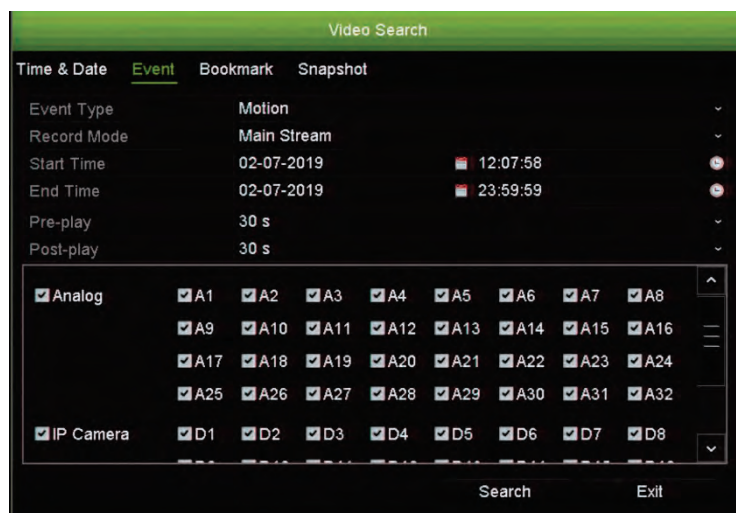 Video Search
Time & Date Event Bookmark Snapshot
Event Type Motion
Record Mode Main Stream
Start Time 02-07-2019 12:07:58
End Time 02-07-2019 23:59:59
Pre-play 30 s
Post-play 30 s
Analog A1 A2 A3 A4 A5 A6 A7 A8
A9 A10 A11 A12 A13 A14 A15 A16
A17 A18 A19 A20 A21 A22 A23 A24
A25 A26 A27 A28 A29 A30 A31 A32
IP Camera D1 D2 D3 D4 D5 D6 D7 D8
Search Exit